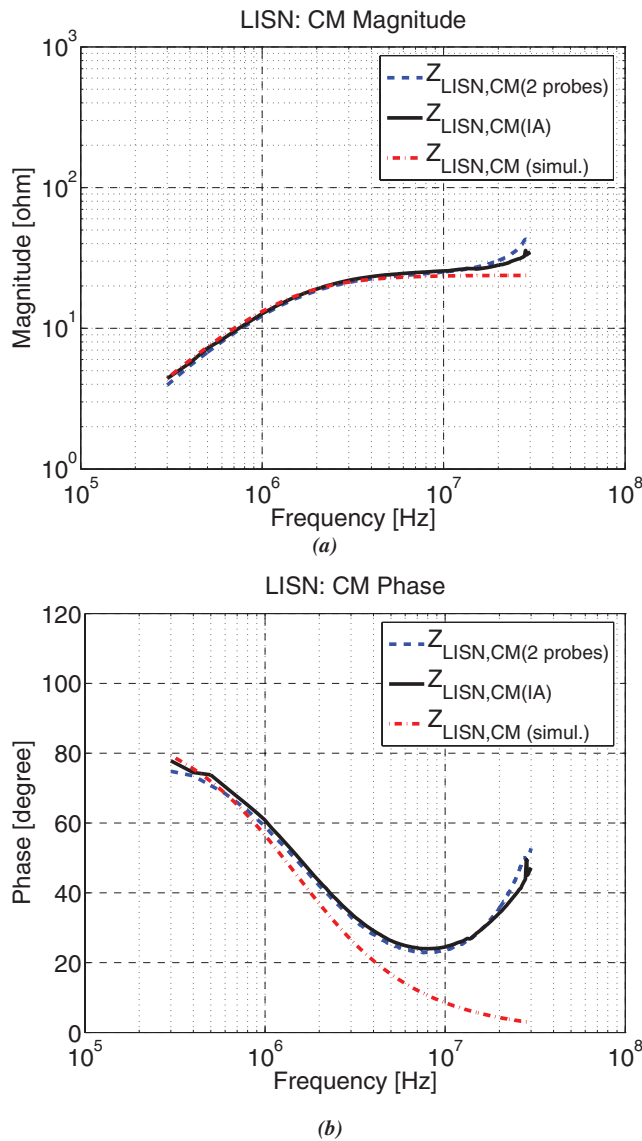 LISN: CM Magnitude
10^3
10^2
10^1
10^0
Magnitude [ohm]
Z_LISN,CM(2 probes)
Z_LISN,CM(IA)
Z_LISN,CM (simul.)
10^5 10^6 10^7 10^8
Frequency [Hz]
(a)
LISN: CM Phase
120
100
80
60
40
20
0
Phase [degree]
Z_LISN,CM(2 probes)
Z_LISN,CM(IA)
Z_LISN,CM (simul.)
10^5 10^6 10^7 10^8
Frequency [Hz]
(b)